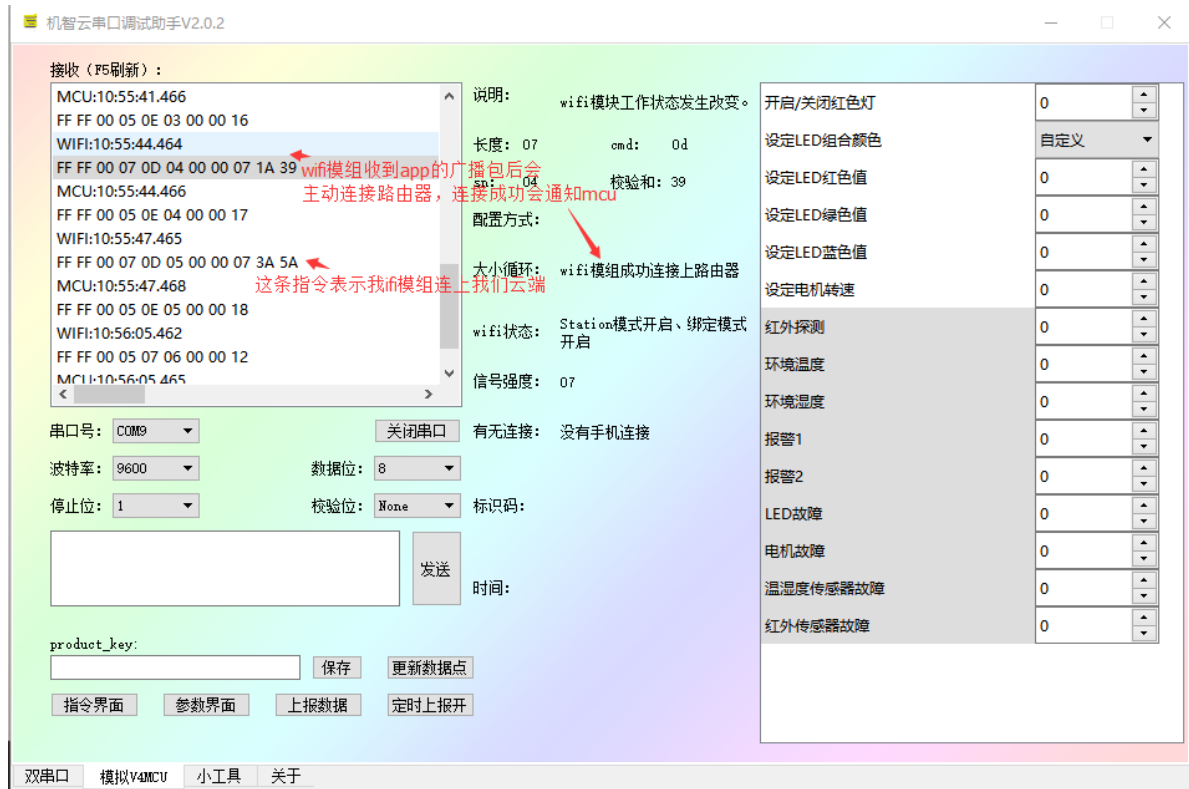 机智云串口调试助手V2.0.2
接收（F5刷新）：
MCU:10:55:41.466
FF FF 00 05 0E 03 00 00 16
WIFI:10:55:44.464
FF FF 00 07 0D 04 00 00 07 1A 39
MCU:10:55:44.466
FF FF 00 05 0E 04 00 00 17
WIFI:10:55:47.465
FF FF 00 07 0D 05 00 00 07 3A 5A
MCU:10:55:47.468
FF FF 00 05 0E 05 00 00 18
WIFI:10:56:05.462
FF FF 00 05 07 06 00 00 12
MCU:10:56:05.465
wifi模组收到app的广播包后会
主动连接路由器，连接成功会通知mcu
这条指令表示我ifi模组连上我们云端
说明： wifi模块工作状态发生改变。
长度： 07 cmd: 0d
sn: 04 校验和：39
配置方式：
大小循环： wifi模组成功连接上路由器
wifi状态： Station模式开启、绑定模式
开启
信号强度： 07
有无连接： 没有手机连接
标识码：
时间：
串口号： COM9 关闭串口
波特率： 9600 数据位： 8
停止位： 1 校验位： None
发送
product_key:
保存 更新数据点
指令界面 参数界面 上报数据 定时上报开
开启/关闭红色灯 0
设定LED组合颜色 自定义
设定LED红色值 0
设定LED绿色值 0
设定LED蓝色值 0
设定电机转速 0
红外探测 0
环境温度 0
环境湿度 0
报警1 0
报警2 0
LED故障 0
电机故障 0
温湿度传感器故障 0
红外传感器故障 0
双串口 模拟V4MCU 小工具 关于